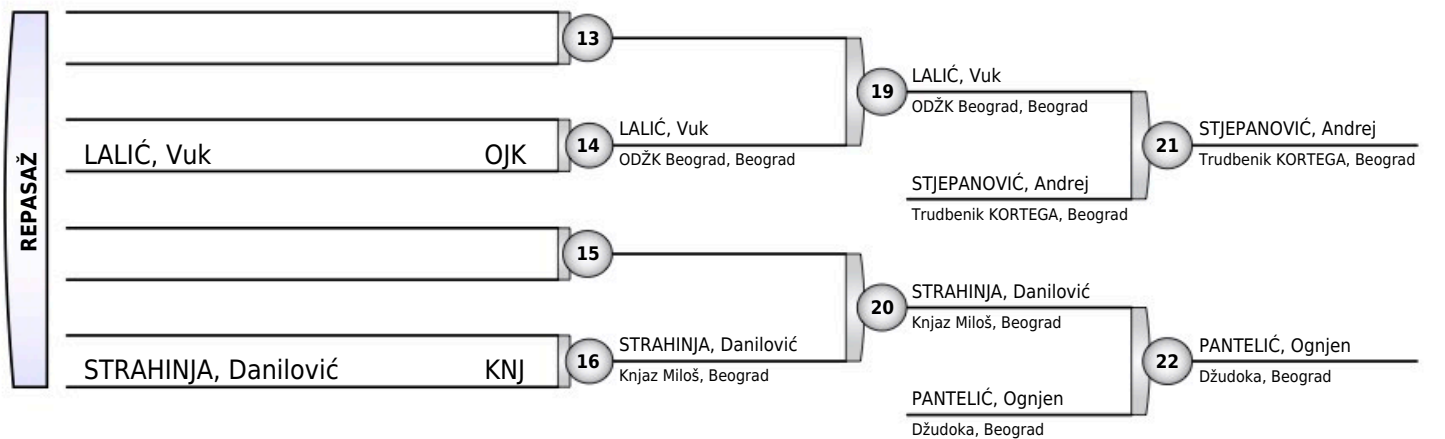 REPASAŽ
13
19
LALIĆ, Vuk
ODŽK Beograd, Beograd
LALIĆ, Vuk OJK
14
LALIĆ, Vuk
ODŽK Beograd, Beograd
21
STJEPANOVIĆ, Andrej
Trudbenik KORTEGA, Beograd
STJEPANOVIĆ, Andrej
Trudbenik KORTEGA, Beograd
15
20
STRAHINJA, Danilović
Knjaz Miloš, Beograd
STRAHINJA, Danilović KNJ
16
STRAHINJA, Danilović
Knjaz Miloš, Beograd
22
PANTELIĆ, Ognjen
Džudoka, Beograd
PANTELIĆ, Ognjen
Džudoka, Beograd